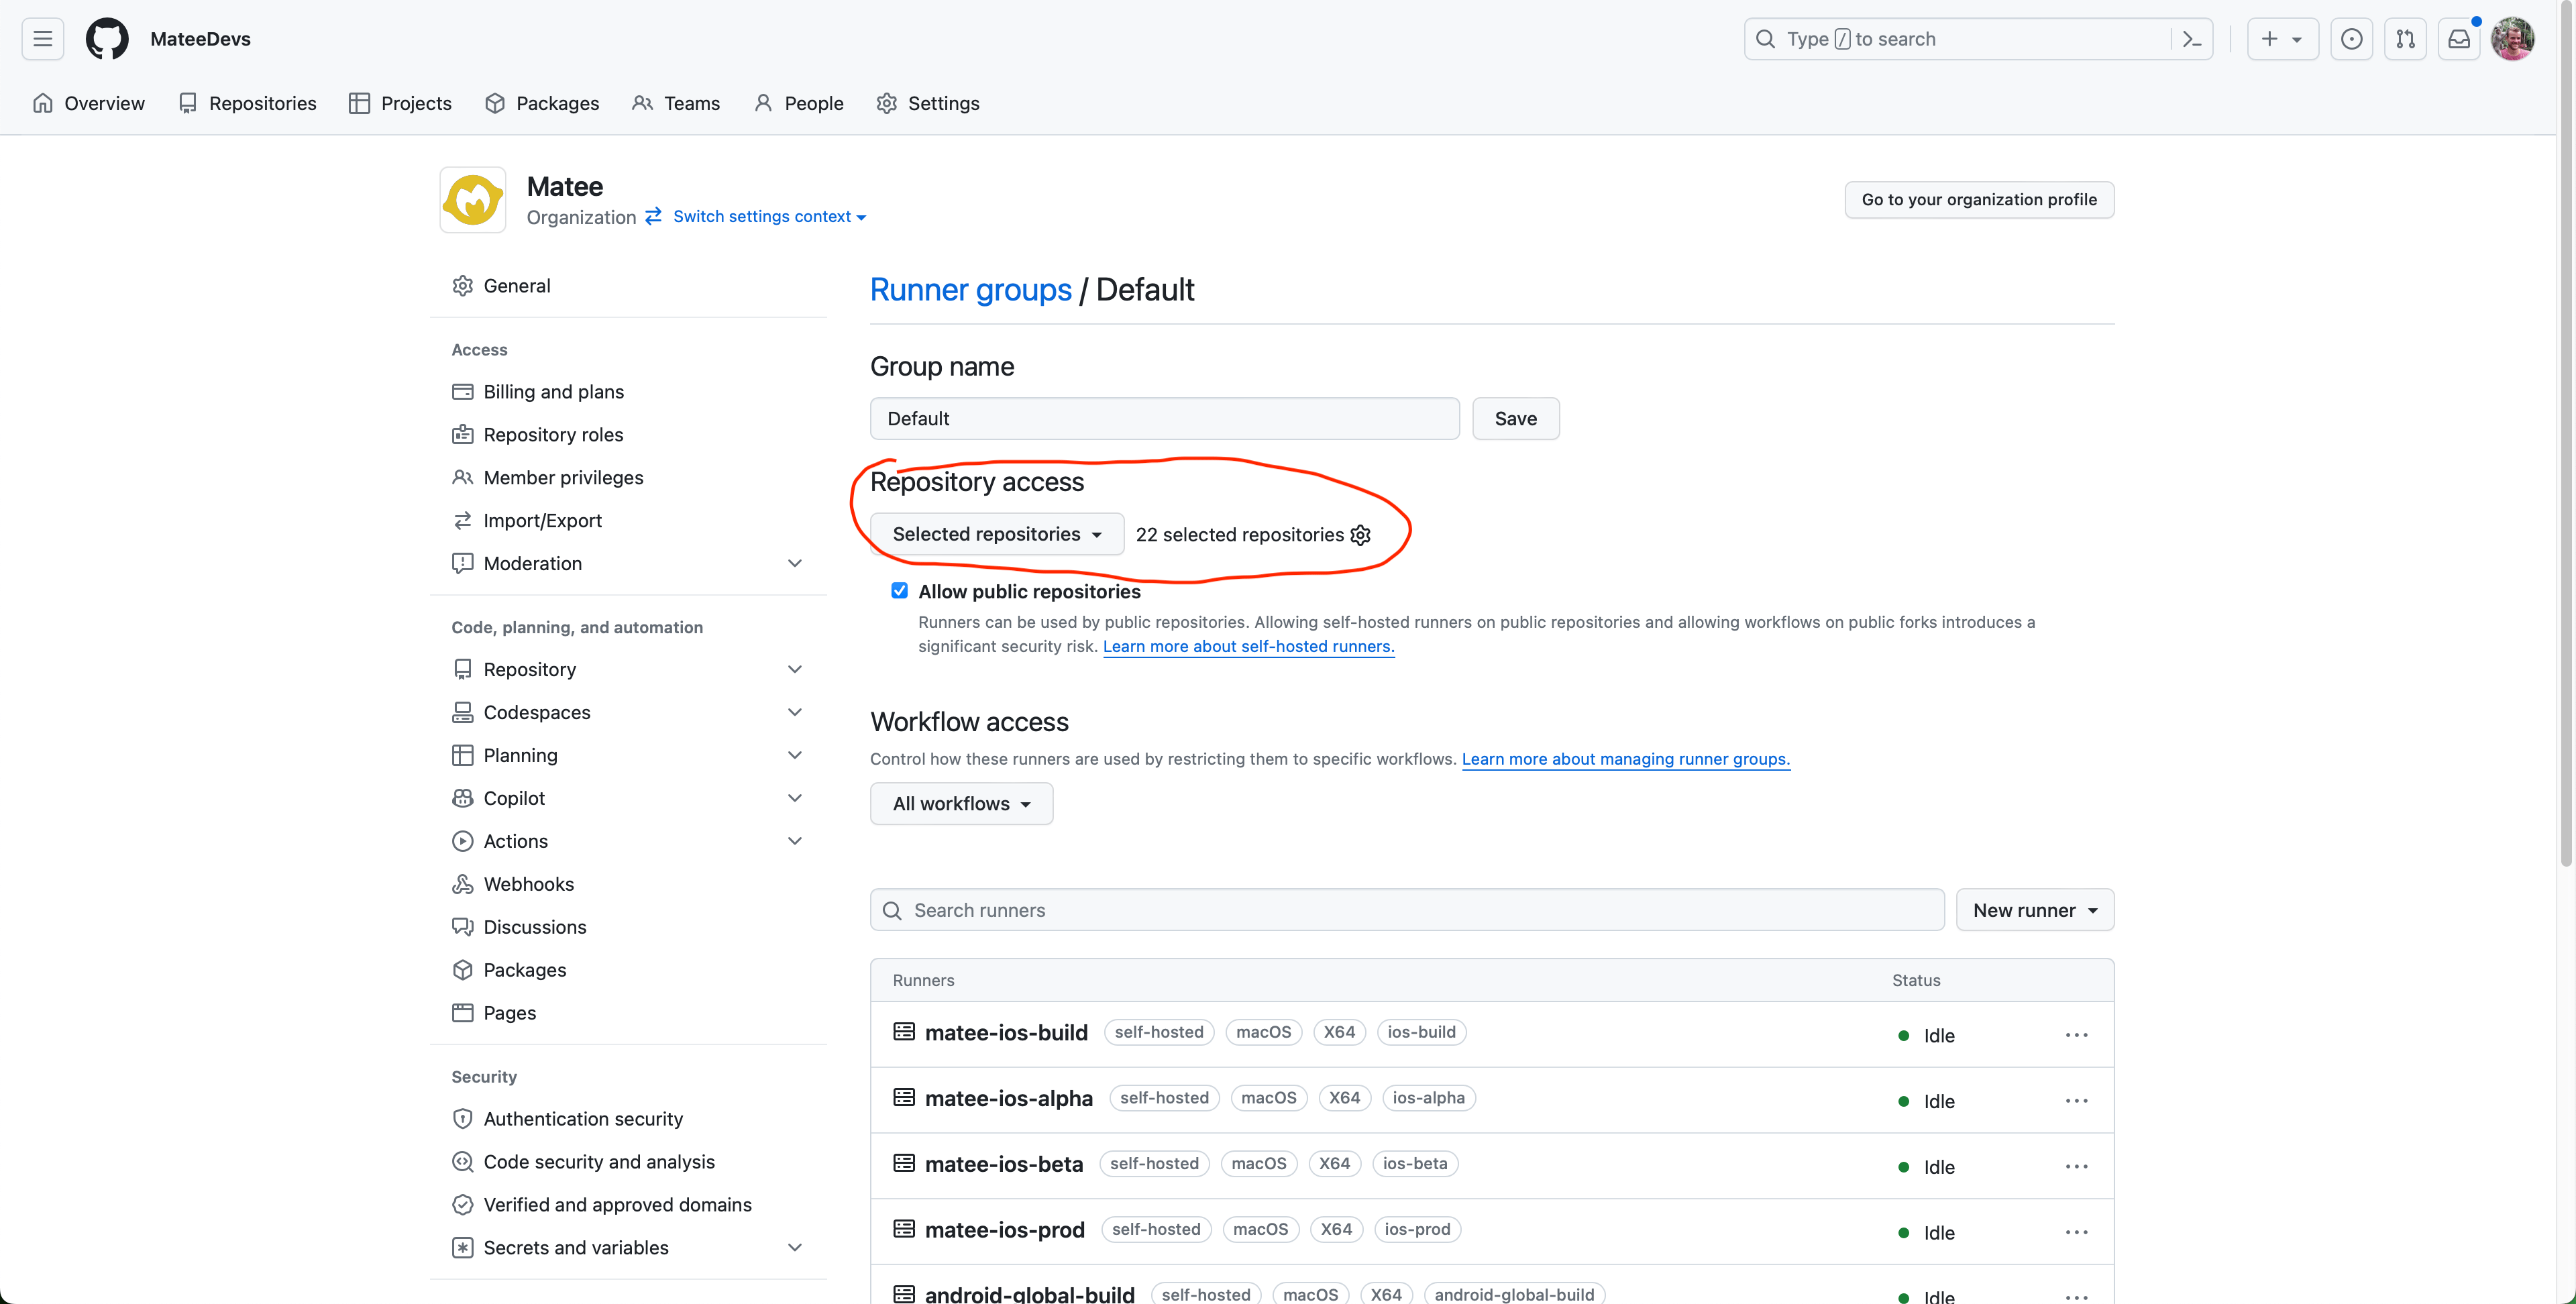 MateeDevs
Type / to search
Overview
Repositories
Projects
Packages
Teams
People
Settings
Matee
Organization Switch settings context
Go to your organization profile
General
Access
Billing and plans
Repository roles
Member privileges
Import/Export
Moderation
Code, planning, and automation
Repository
Codespaces
Planning
Copilot
Actions
Webhooks
Discussions
Packages
Pages
Security
Authentication security
Code security and analysis
Verified and approved domains
Secrets and variables
Runner groups / Default
Group name
Default
Save
Repository access
Selected repositories
22 selected repositories
Allow public repositories
Runners can be used by public repositories. Allowing self-hosted runners on public repositories and allowing workflows on public forks introduces a
significant security risk. Learn more about self-hosted runners.
Workflow access
Control how these runners are used by restricting them to specific workflows. Learn more about managing runner groups.
All workflows
Search runners
New runner
Runners Status
matee-ios-build self-hosted macOS X64 ios-build Idle
matee-ios-alpha self-hosted macOS X64 ios-alpha Idle
matee-ios-beta self-hosted macOS X64 ios-beta Idle
matee-ios-prod self-hosted macOS X64 ios-prod Idle
android-global-build self-hosted macOS X64 android-global-build Idle